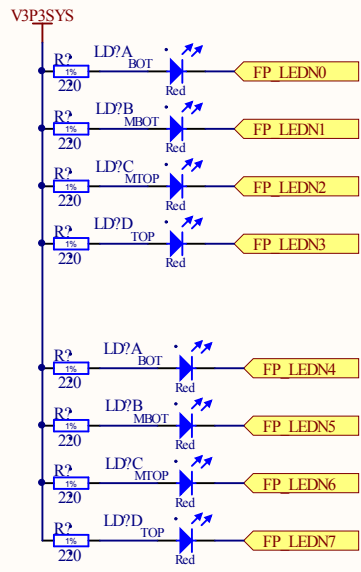 V3P3SYS
R? LD?A
1% BOT FP_LEDN0
220 Red
R? LD?B
1% MBOT FP_LEDN1
220 Red
R? LD?C
1% MTOP FP_LEDN2
220 Red
R? LD?D
1% TOP FP_LEDN3
220 Red
R? LD?A
1% BOT FP_LEDN4
220 Red
R? LD?B
1% MBOT FP_LEDN5
220 Red
R? LD?C
1% MTOP FP_LEDN6
220 Red
R? LD?D
1% TOP FP_LEDN7
220 Red